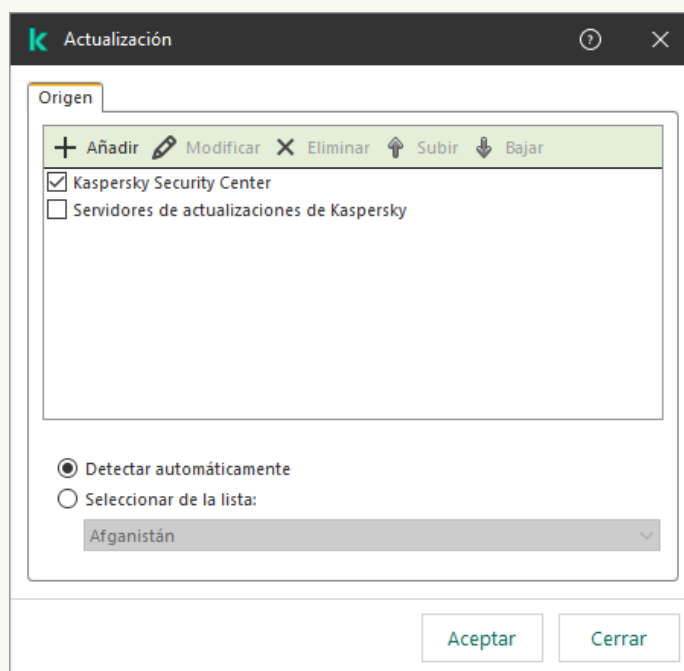 Actualización
Origen
Añadir Modificar Eliminar Subir Bajar
Kaspersky Security Center
Servidores de actualizaciones de Kaspersky
Detectar automáticamente
Seleccionar de la lista:
Afganistán
Aceptar Cerrar